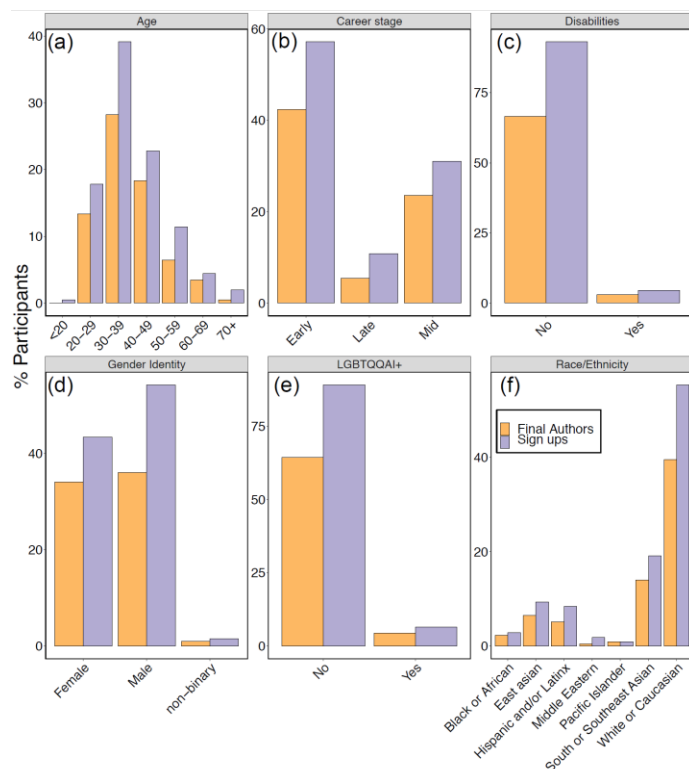 Age
Career stage
Disabilities
(a)
(b)
(c)
% Participants
40
30
20
10
0
60
40
20
0
75
50
25
0
<20
20−29
30−39
40−49
50−59
60−69
70+
Early
Late
Mid
No
Yes
Gender Identity
LGBTQQAI+
Race/Ethnicity
(d)
(e)
(f)
40
20
0
75
50
25
0
40
20
0
Final Authors
Sign ups
Female
Male
non−binary
No
Yes
Black or African
East asian
Hispanic and/or Latinx
Middle Eastern
Pacific Islander
South or Southeast Asian
White or Caucasian